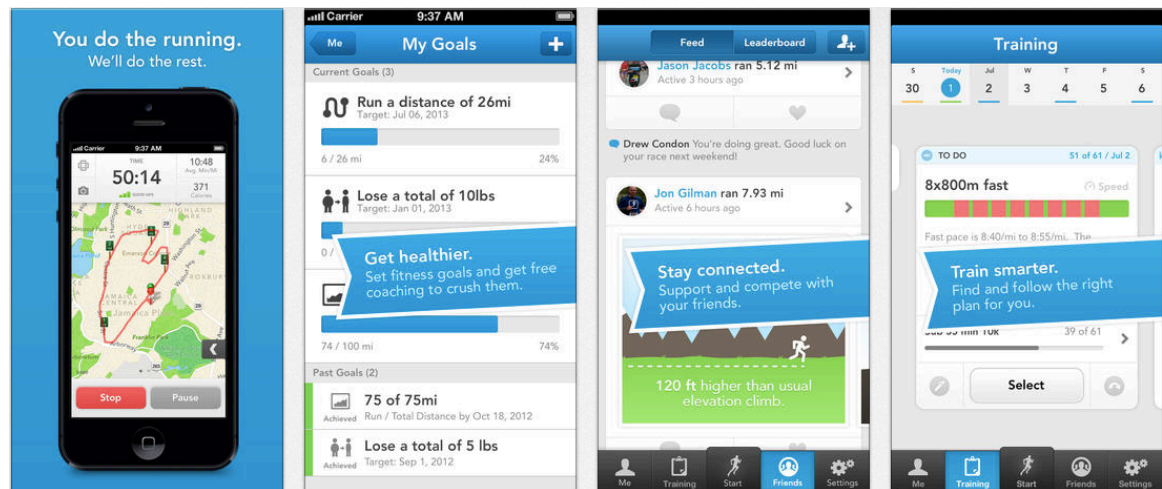 You do the running.
We'll do the rest.
Carrier 9:37 AM
TIME
50:14
10:48
Avg. Min/Mi
371
Calories
Stop Pause
Carrier 9:37 AM
Me My Goals +
Current Goals (3)
Run a distance of 26mi
Target: Jul 06, 2013
6 / 26 mi 24%
Lose a total of 10lbs
Target: Jan 01, 2013
0 /
Get healthier.
Set fitness goals and get free
coaching to crush them.
74 / 100 mi 74%
Past Goals (2)
75 of 75mi
Achieved Run / Total Distance by Oct 18, 2012
Lose a total of 5 lbs
Achieved Target: Sep 1, 2012
Feed Leaderboard
Jason Jacobs ran 5.12 mi
Active 3 hours ago
Drew Condon You're doing great. Good luck on
your race next weekend!
Jon Gilman ran 7.93 mi
Active 6 hours ago
Stay connected.
Support and compete with
your friends.
120 ft higher than usual
elevation climb.
Me Training Start Friends Settings
Training
S Today Jul W T F S
30 1 2 3 4 5 6
TO DO 51 of 61 / Jul 2
8x800m fast Speed
Fast pace is 8:40/mi to 8:55/mi. The
Train smarter.
Find and follow the right
plan for you.
Sub 55 min 10K 39 of 61
Select
Me Training Start Friends Settings